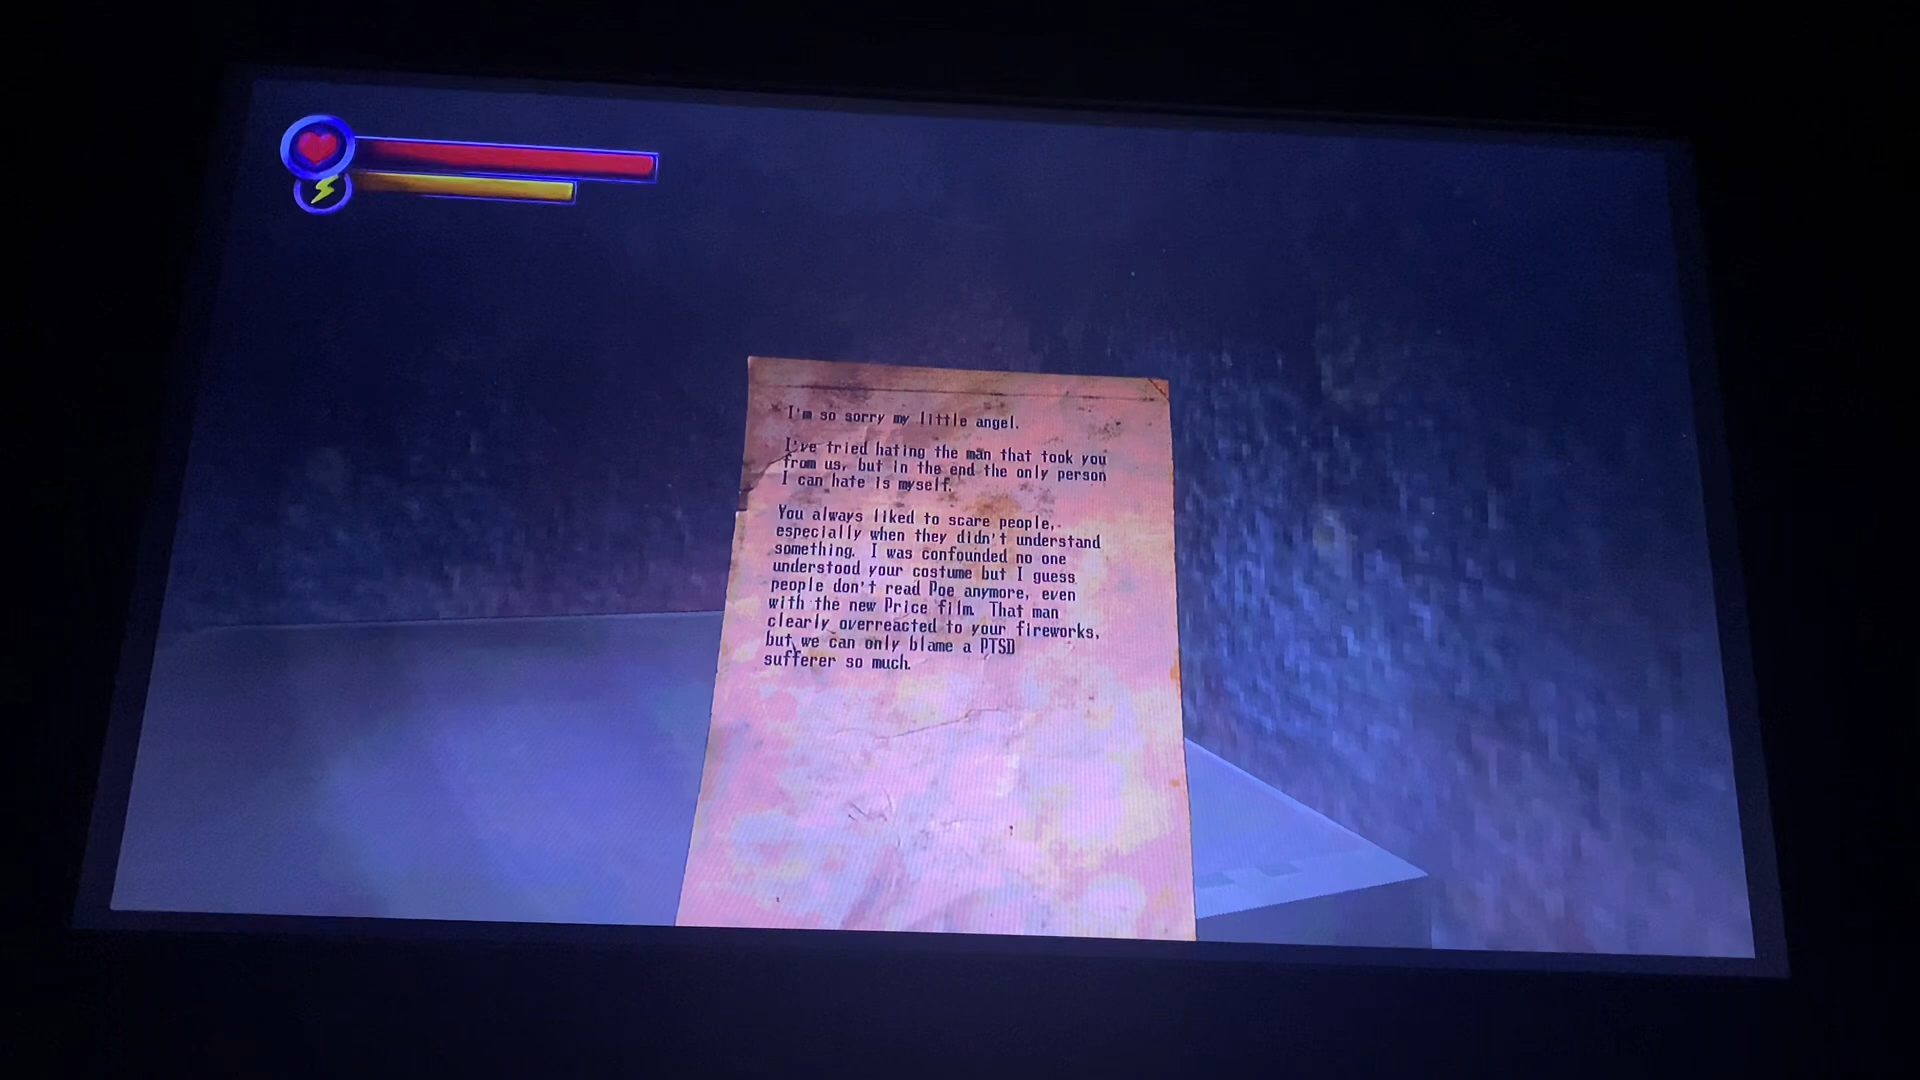 I'm so sorry my little angel.
I've tried hating the man that took you
from us, but in the end the only person
I can hate is myself.
You always liked to scare people,
especially when they didn't understand
something. I was confounded no one
understood your costume but I guess
people don't read Poe anymore, even
with the new Price film. That man
clearly overreacted to your fireworks,
but we can only blame a PTSD
sufferer so much.